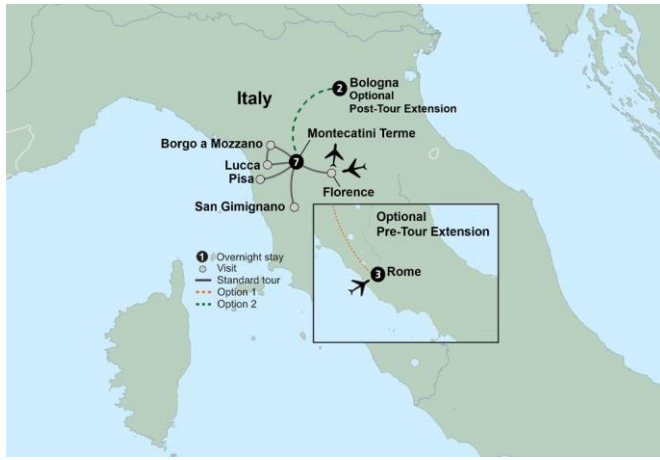 Italy
2
Bologna
Optional
Post-Tour Extension
Montecatini Terme
Borgo a Mozzano
7
Lucca
Pisa
Florence
San Gimignano
Optional
Pre-Tour Extension
3 Rome
1 Overnight stay
Visit
Standard tour
Option 1
Option 2